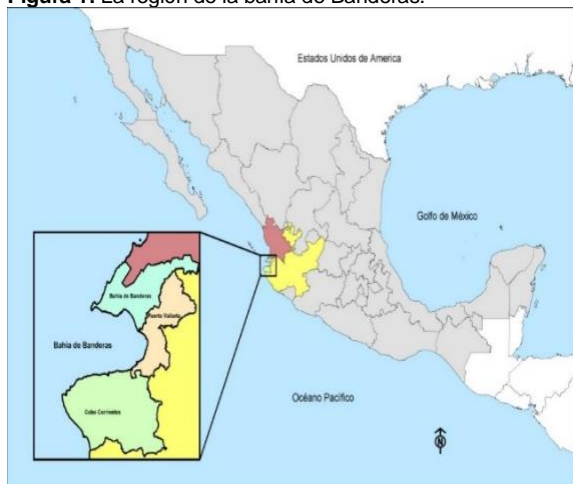 Figura 1. La región de la bahía de Banderas.
Estados Unidos de America
Golfo de México
Bahía de Banderas
Puerto Vallarta
Bahía de Banderas
Cabo Corrientes
Océano Pacífico
N